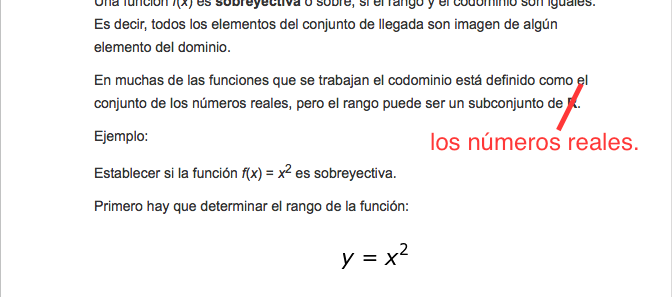 Una función f(x) es sobreyectiva o sobre, si el rango y el codominio son iguales.
Es decir, todos los elementos del conjunto de llegada son imagen de algún
elemento del dominio.
En muchas de las funciones que se trabajan el codominio está definido como el
conjunto de los números reales, pero el rango puede ser un subconjunto de R.
los números reales.
Ejemplo:
Establecer si la función f(x) = x² es sobreyectiva.
Primero hay que determinar el rango de la función:
y = x²